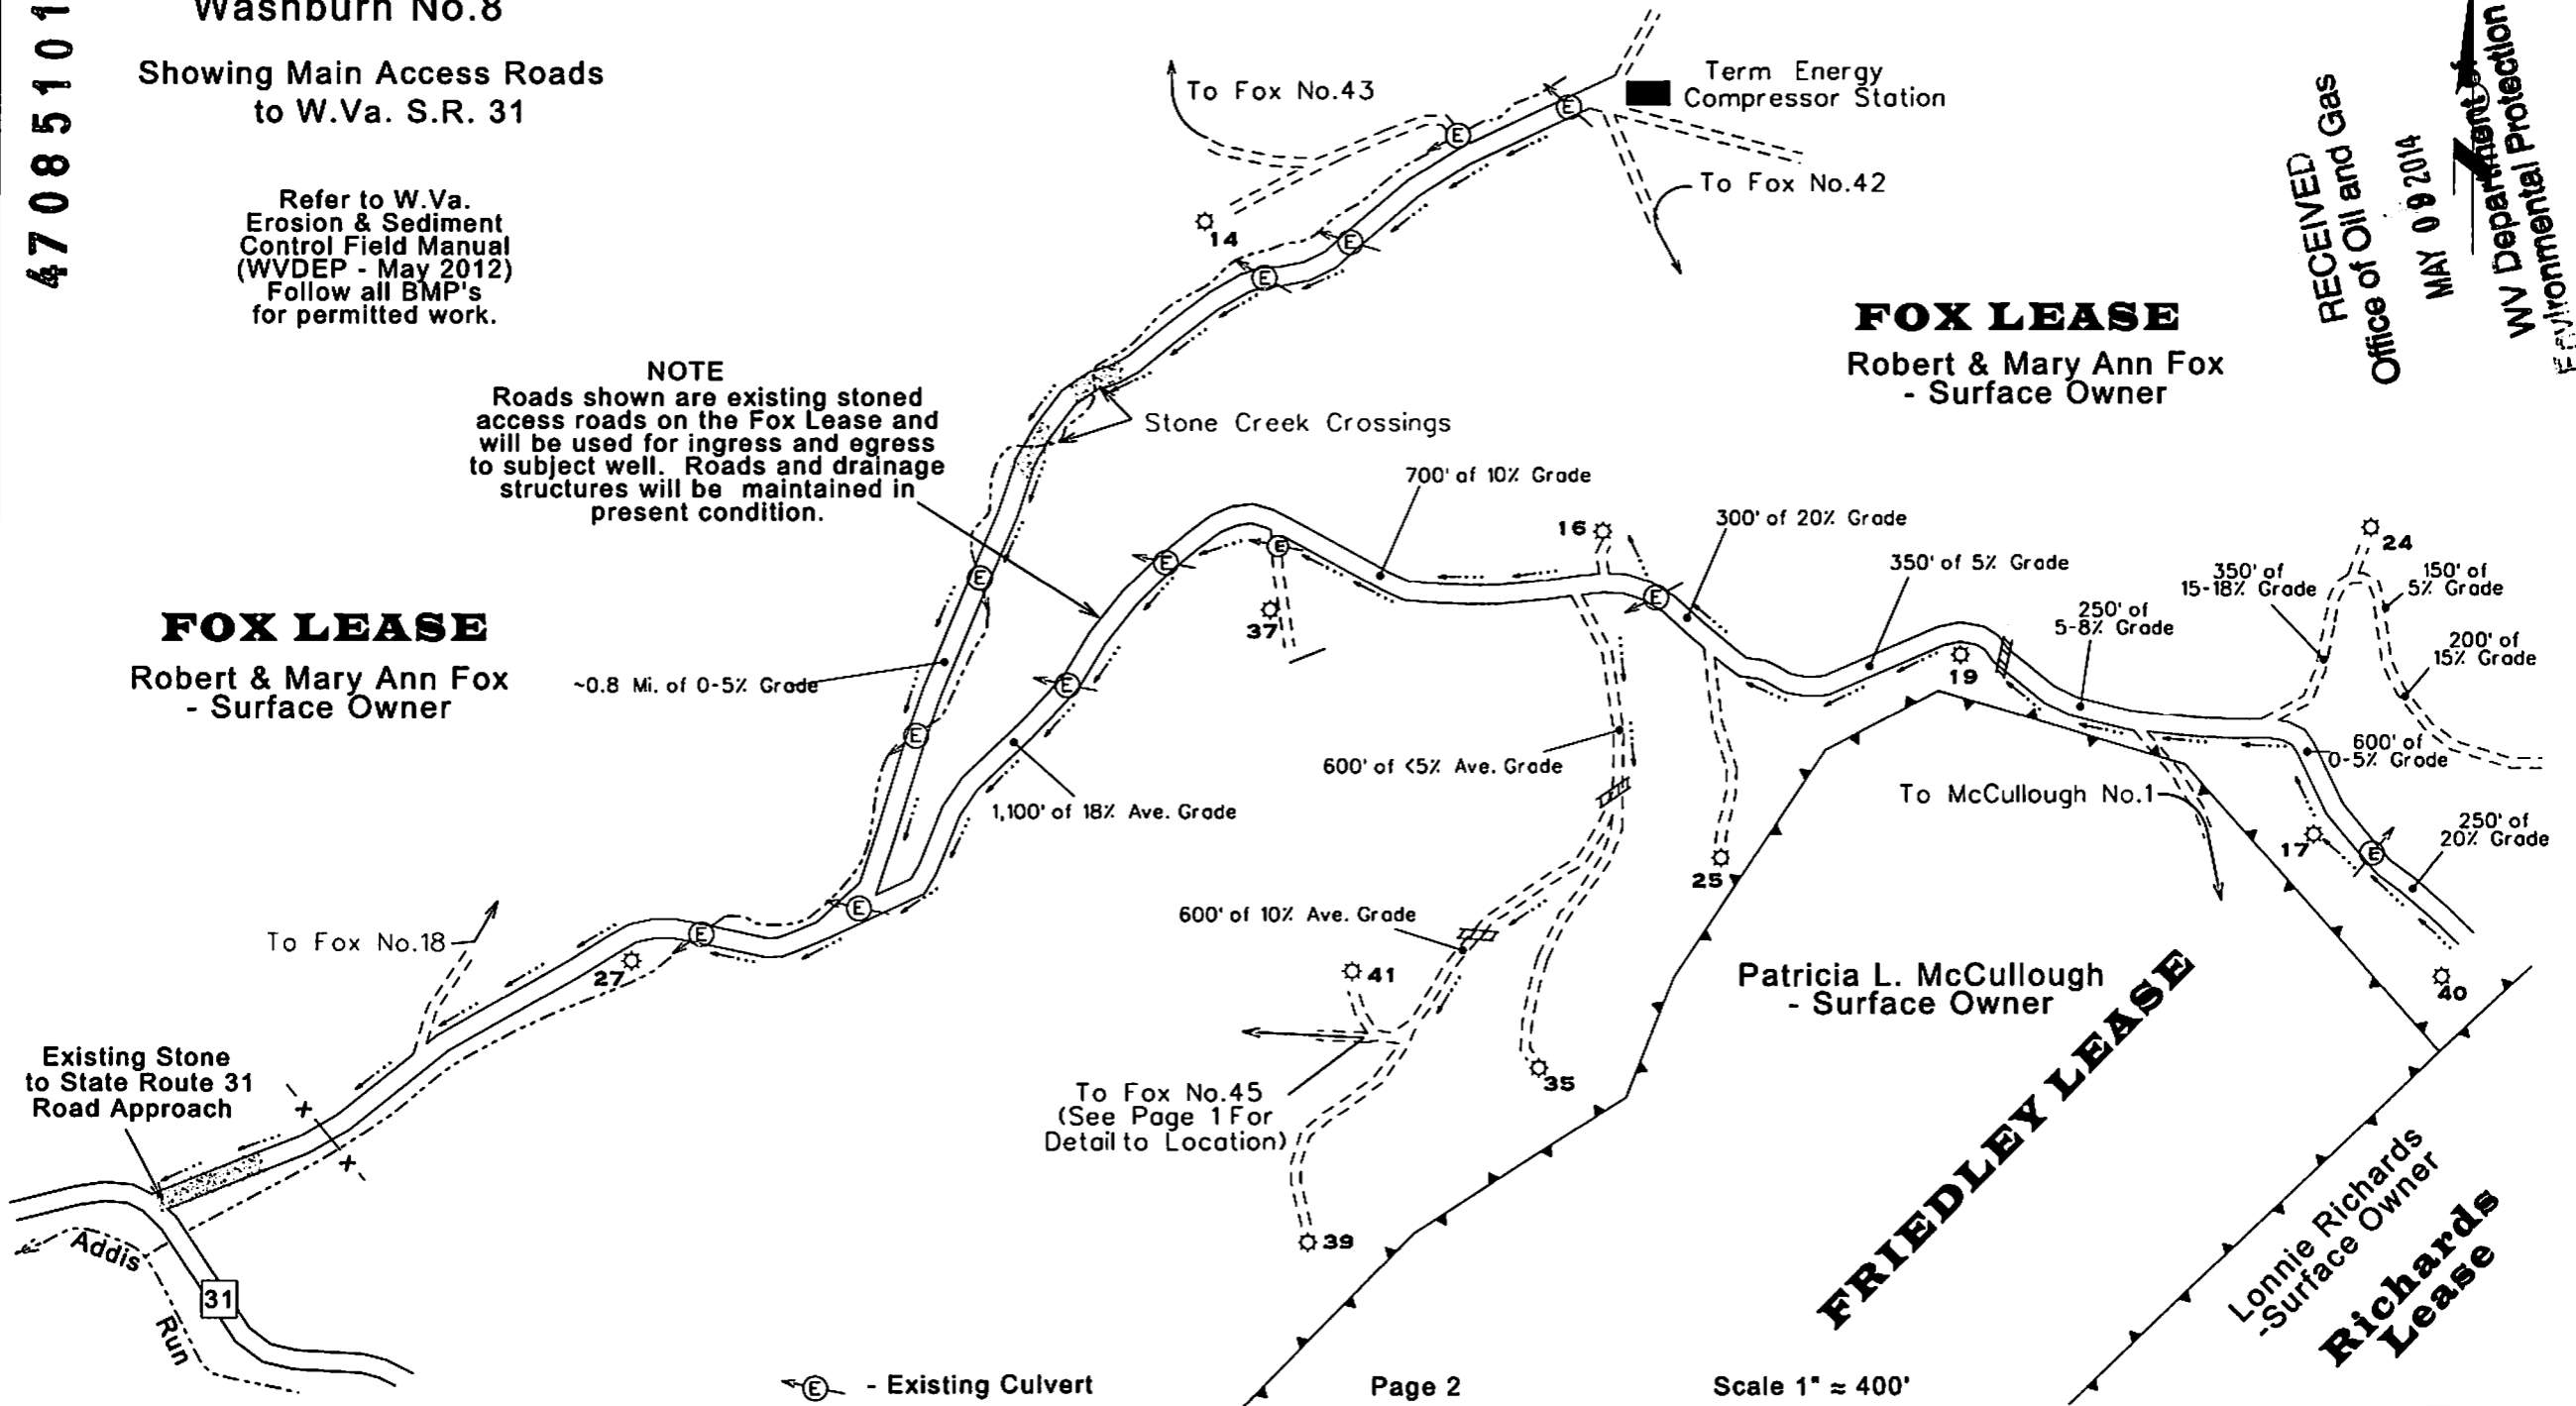 47085101
Washburn No.8
Showing Main Access Roads
to W.Va. S.R. 31
Refer to W.Va.
Erosion & Sediment
Control Field Manual
(WVDEP - May 2012)
Follow all BMP's
for permitted work.
To Fox No.43
Term Energy
Compressor Station
To Fox No.42
RECEIVED
Office of Oil and Gas
MAY 09 2014
WV Department of
Environmental Protection
14
FOX LEASE
Robert & Mary Ann Fox
- Surface Owner
NOTE
Roads shown are existing stoned
access roads on the Fox Lease and
will be used for ingress and egress
to subject well. Roads and drainage
structures will be maintained in
present condition.
Stone Creek Crossings
700' of 10% Grade
16
300' of 20% Grade
350' of 5% Grade
24
350' of
15-18% Grade
150' of
5% Grade
250' of
5-8% Grade
200' of
15% Grade
FOX LEASE
Robert & Mary Ann Fox
- Surface Owner
~0.8 Mi. of 0-5% Grade
37
19
600' of
0-5% Grade
600' of <5% Ave. Grade
To McCullough No.1
1,100' of 18% Ave. Grade
250' of
20% Grade
17
25
600' of 10% Ave. Grade
To Fox No.18
27
41
Patricia L. McCullough
- Surface Owner
40
Existing Stone
to State Route 31
Road Approach
To Fox No.45
(See Page 1 For
Detail to Location)
35
39
FRIEDLEY LEASE
Lonnie Richards
-Surface Owner
Richards
Lease
Addis
Run
31
E
E
E
E
E
E
E
E
E
E
E
E
E
E
E - Existing Culvert
Page 2
Scale 1" ≈ 400'